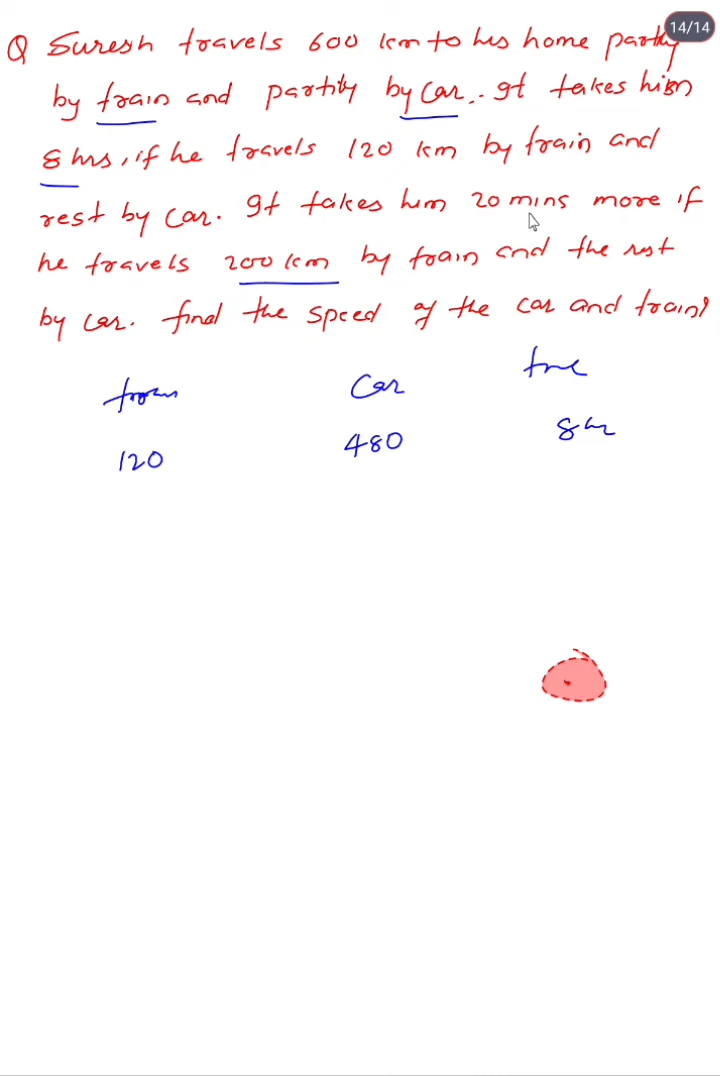 14/14
Q Suresh travels 600 km to his home partly
by train and partily by car. It takes him
8 hrs, if he travels 120 km by train and
rest by car. It takes him 20 mins more if
he travels 200 km by train and the rest
by car. find the speed of the car and train?
train Car time
120 480 8 hr